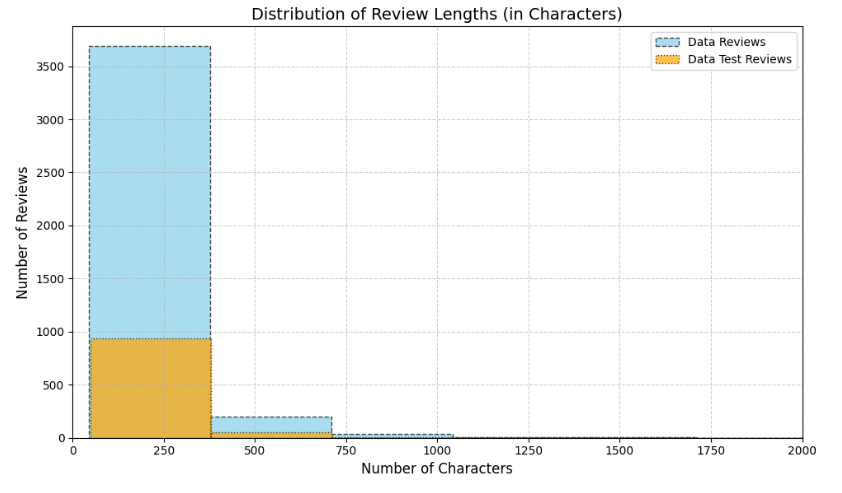 Distribution of Review Lengths (in Characters)
Data Reviews
Data Test Reviews
Number of Reviews
3500
3000
2500
2000
1500
1000
500
0
0 250 500 750 1000 1250 1500 1750 2000
Number of Characters